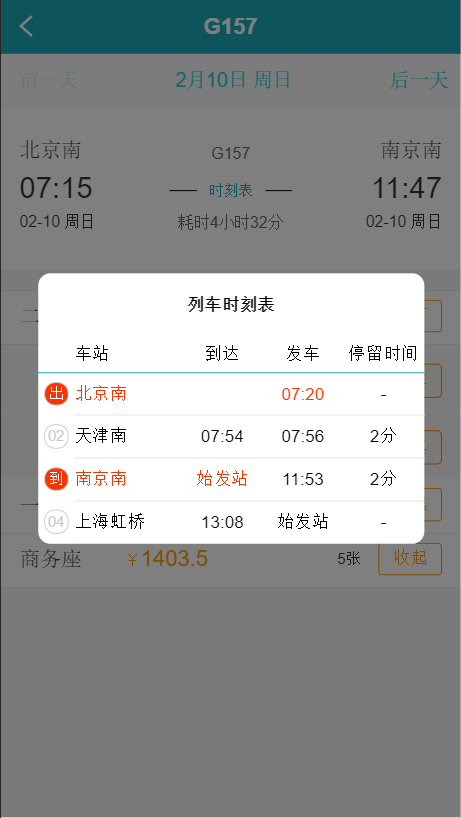 G157
前一天 2月10日 周日 后一天
北京南 G157 南京南
07:15 时刻表 11:47
02-10 周日 耗时4小时32分 02-10 周日
列车时刻表
车站 到达 发车 停留时间
出 北京南 07:20 -
02 天津南 07:54 07:56 2分
到 南京南 始发站 11:53 2分
04 上海虹桥 13:08 始发站 -
商务座 ¥1403.5 5张 收起